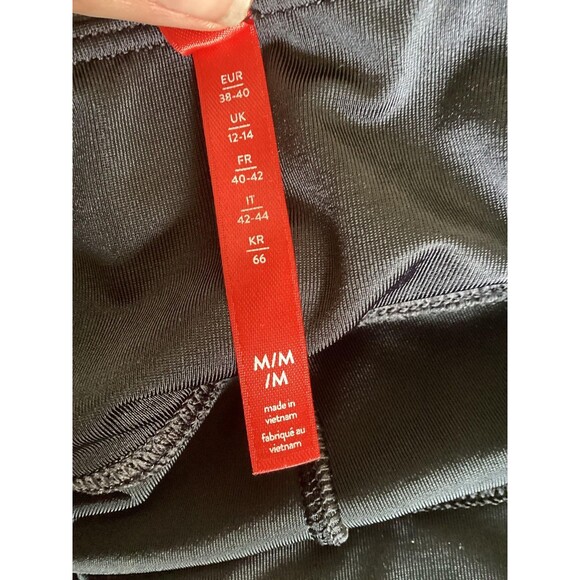 EUR
38-40
UK
12-14
FR
40-42
IT
42-44
KR
66
M/M
/M
made in
vietnam
fabriqué au
vietnam